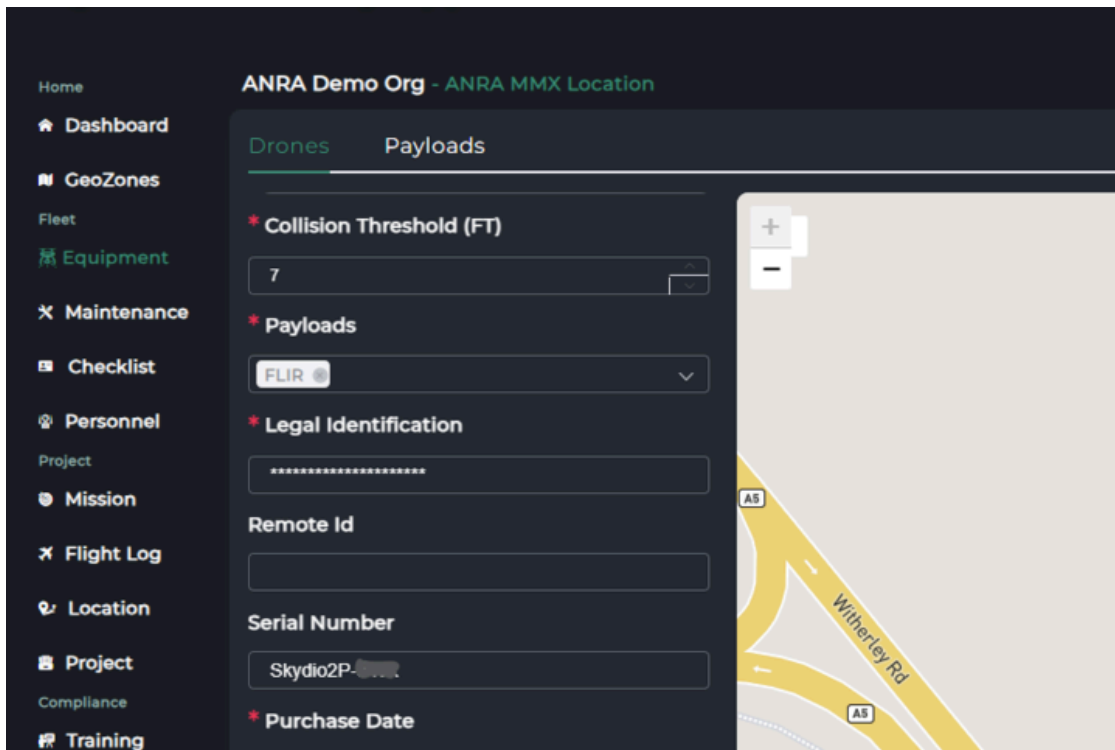 ANRA Demo Org - ANRA MMX Location
Home
Dashboard
GeoZones
Fleet
Equipment
Maintenance
Checklist
Personnel
Project
Mission
Flight Log
Location
Project
Compliance
Training
Drones Payloads
* Collision Threshold (FT)
7
* Payloads
FLIR
* Legal Identification
*********************
Remote Id
Serial Number
Skydio2P-
* Purchase Date
+
−
A5
Witherley Rd
A5